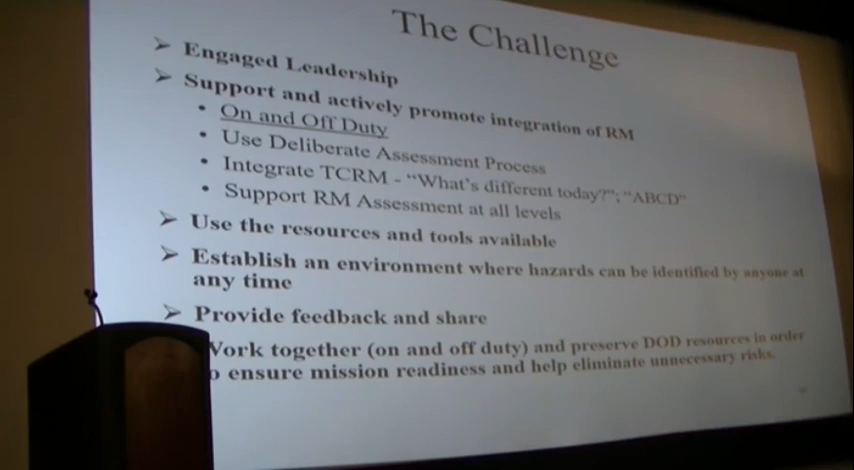 The Challenge
➢ Engaged Leadership
➢ Support and actively promote integration of RM
• On and Off Duty
• Use Deliberate Assessment Process
• Integrate TCRM - “What’s different today?”; “ABCD”
• Support RM Assessment at all levels
➢ Use the resources and tools available
➢ Establish an environment where hazards can be identified by anyone at
any time
➢ Provide feedback and share
Work together (on and off duty) and preserve DOD resources in order
to ensure mission readiness and help eliminate unnecessary risks.